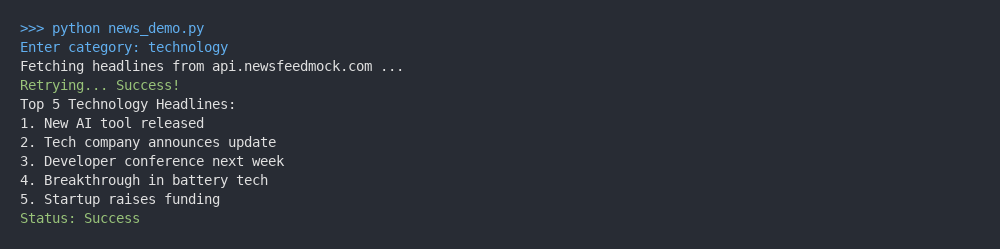 >>> python news_demo.py
Enter category: technology
Fetching headlines from api.newsfeedmock.com ...
Retrying... Success!
Top 5 Technology Headlines:
1. New AI tool released
2. Tech company announces update
3. Developer conference next week
4. Breakthrough in battery tech
5. Startup raises funding
Status: Success